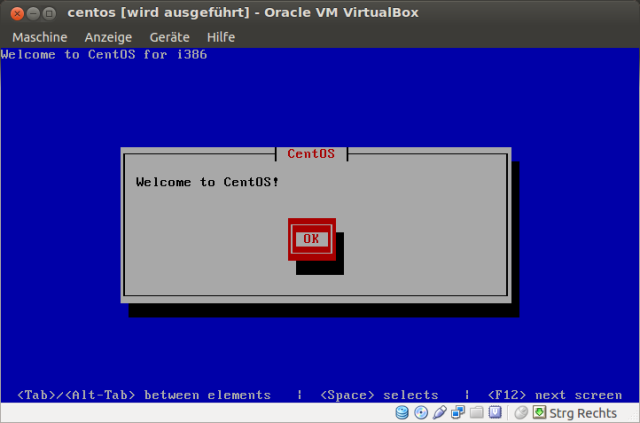 centos [wird ausgeführt] - Oracle VM VirtualBox
Maschine Anzeige Geräte Hilfe
Welcome to CentOS for i386
CentOS
Welcome to CentOS!
OK
<Tab>/<Alt-Tab> between elements | <Space> selects | <F12> next screen
Strg Rechts